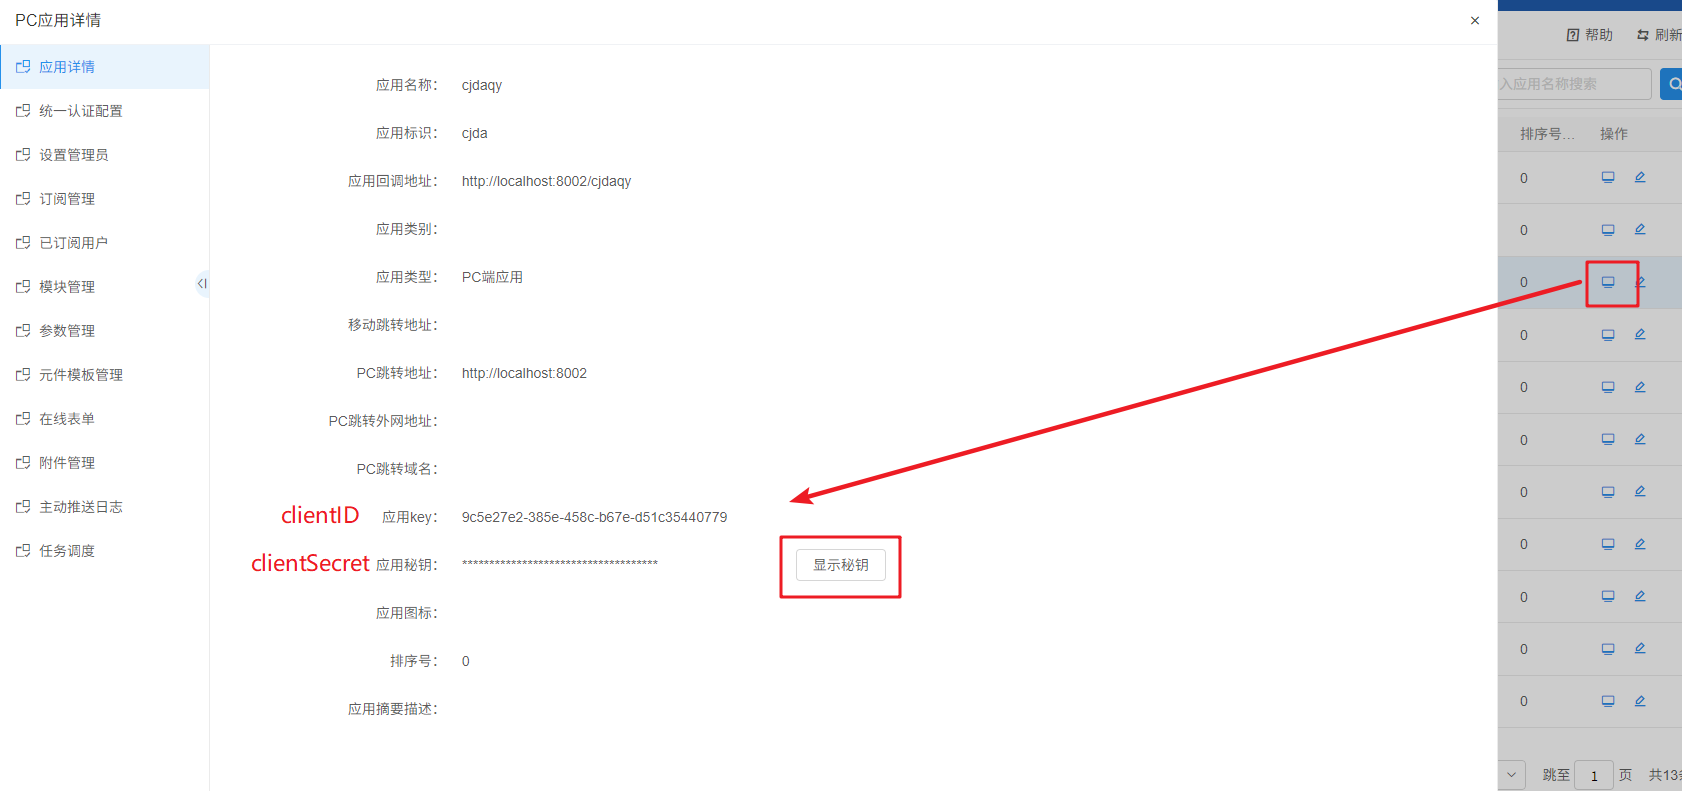 PC应用详情
帮助 刷新
应用详情
统一认证配置
设置管理员
订阅管理
已订阅用户
模块管理
参数管理
元件模板管理
在线表单
附件管理
主动推送日志
任务调度
应用名称： cjdaqy
应用标识： cjda
应用回调地址： http://localhost:8002/cjdaqy
应用类别：
应用类型： PC端应用
移动跳转地址：
PC跳转地址： http://localhost:8002
PC跳转外网地址：
PC跳转域名：
clientID 应用key： 9c5e27e2-385e-458c-b67e-d51c35440779
clientSecret 应用秘钥： ************************************ 显示秘钥
应用图标：
排序号： 0
应用摘要描述：
入应用名称搜索
排序号... 操作
0
0
0
0
0
0
0
0
0
0
0
跳至 1 页 共13条